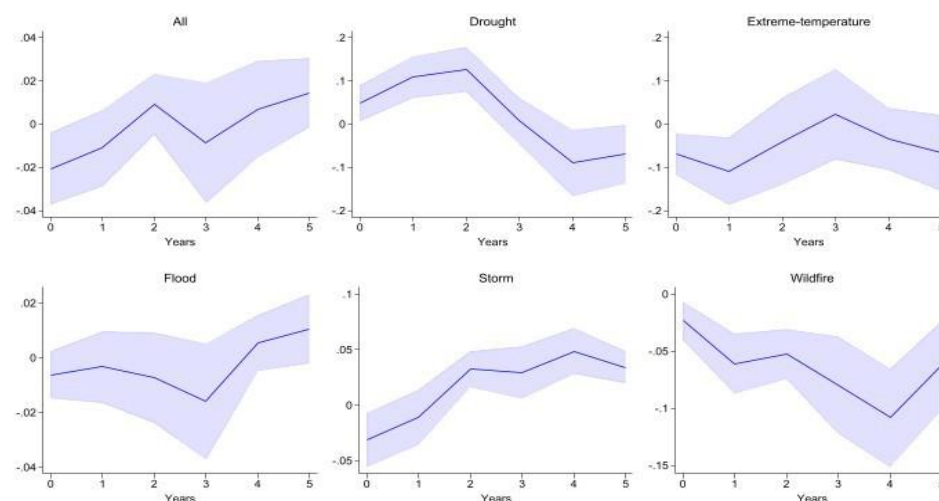 All
.04
.02
0
-.02
-.04
0 1 2 3 4 5
Years
Drought
.2
.1
0
-.1
-.2
0 1 2 3 4 5
Years
Extreme-temperature
.2
.1
0
-.1
-.2
0 1 2 3 4
Years
Flood
.02
0
-.02
-.04
0 1 2 3 4 5
Years
Storm
.1
.05
0
-.05
0 1 2 3 4 5
Years
Wildfire
0
-.05
-.1
-.15
0 1 2 3 4
Years